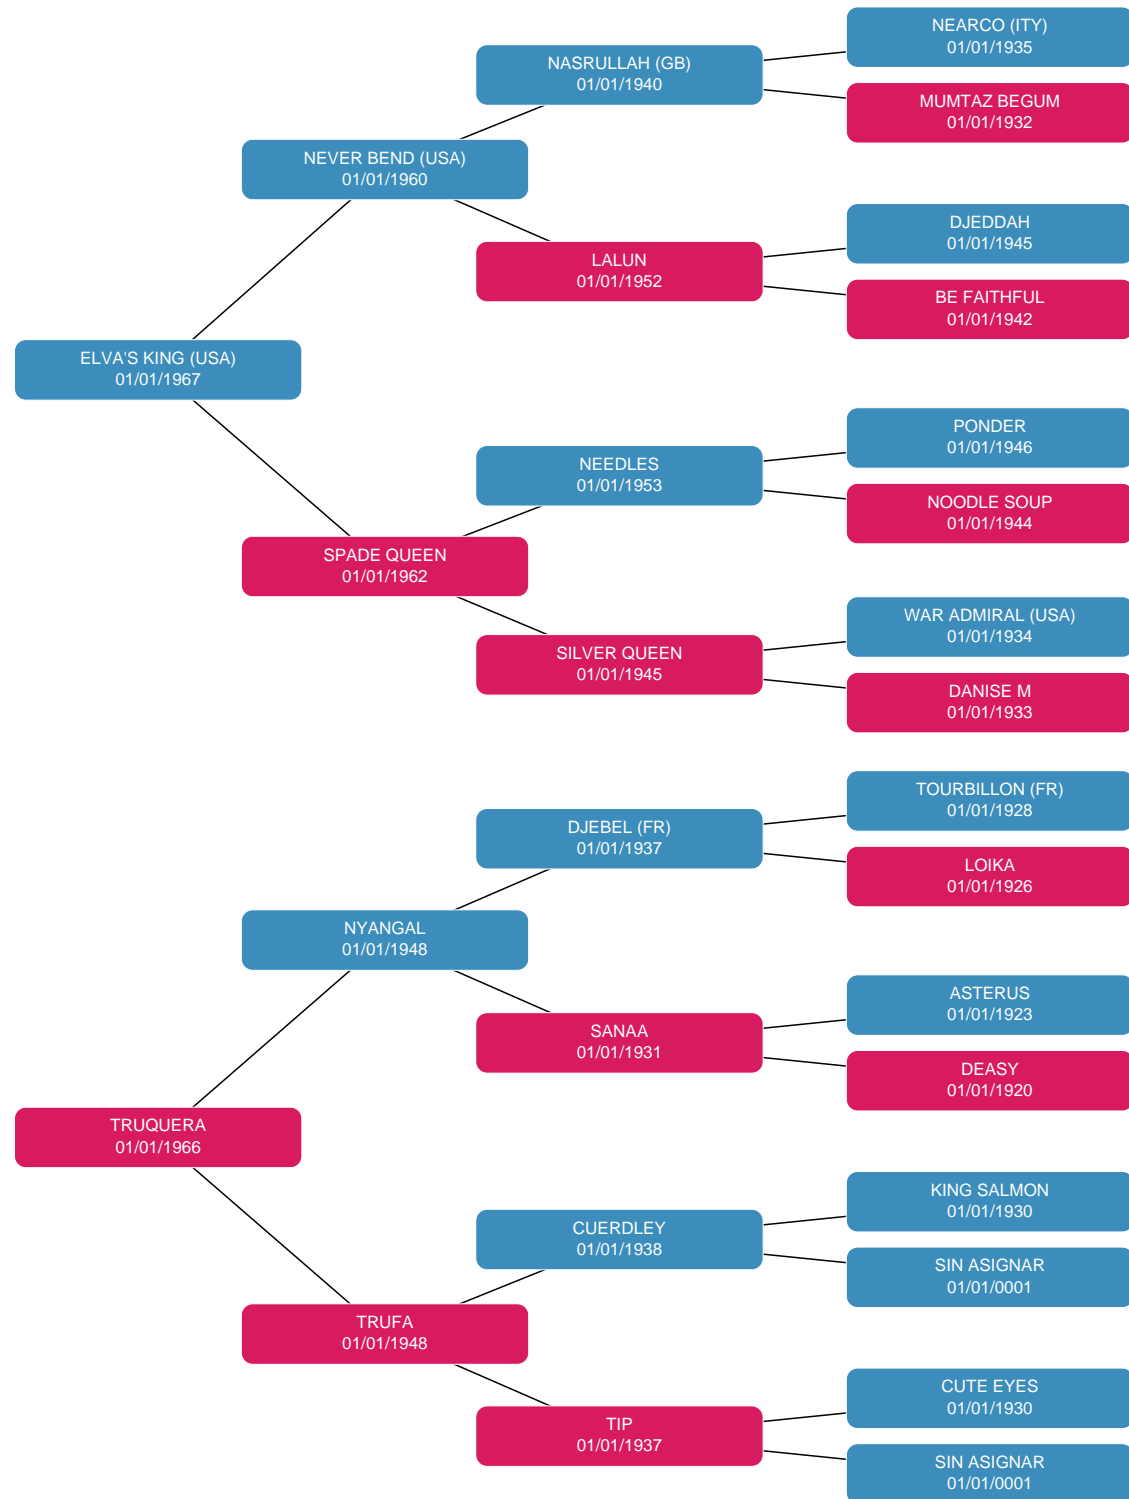 NEARCO (ITY)
01/01/1935
NASRULLAH (GB)
01/01/1940
MUMTAZ BEGUM
01/01/1932
NEVER BEND (USA)
01/01/1960
DJEDDAH
01/01/1945
LALUN
01/01/1952
BE FAITHFUL
01/01/1942
ELVA'S KING (USA)
01/01/1967
PONDER
01/01/1946
NEEDLES
01/01/1953
NOODLE SOUP
01/01/1944
SPADE QUEEN
01/01/1962
WAR ADMIRAL (USA)
01/01/1934
SILVER QUEEN
01/01/1945
DANISE M
01/01/1933
TOURBILLON (FR)
01/01/1928
DJEBEL (FR)
01/01/1937
LOIKA
01/01/1926
NYANGAL
01/01/1948
ASTERUS
01/01/1923
SANAA
01/01/1931
DEASY
01/01/1920
TRUQUERA
01/01/1966
KING SALMON
01/01/1930
CUERDLEY
01/01/1938
SIN ASIGNAR
01/01/0001
TRUFA
01/01/1948
CUTE EYES
01/01/1930
TIP
01/01/1937
SIN ASIGNAR
01/01/0001